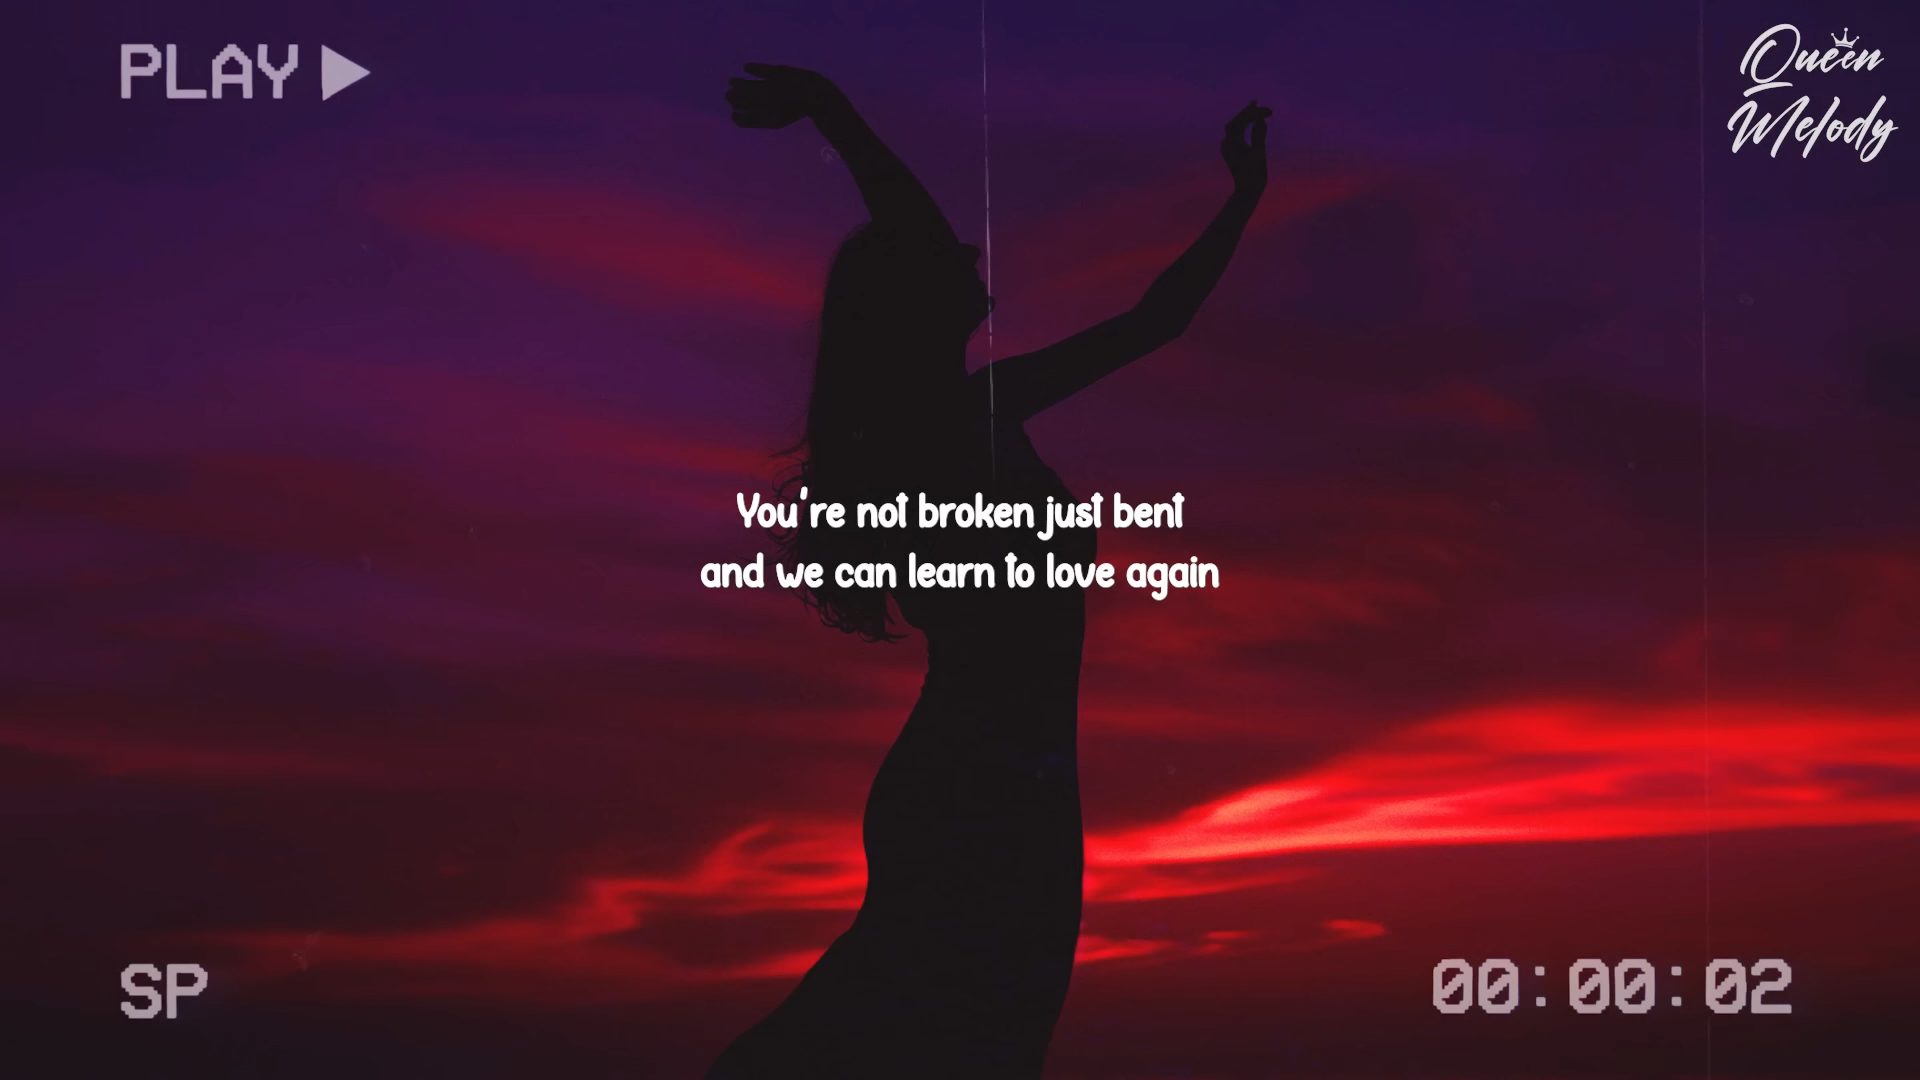 PLAY
Queen
Melody
You're not broken just bent
and we can learn to love again
SP
00:00:02